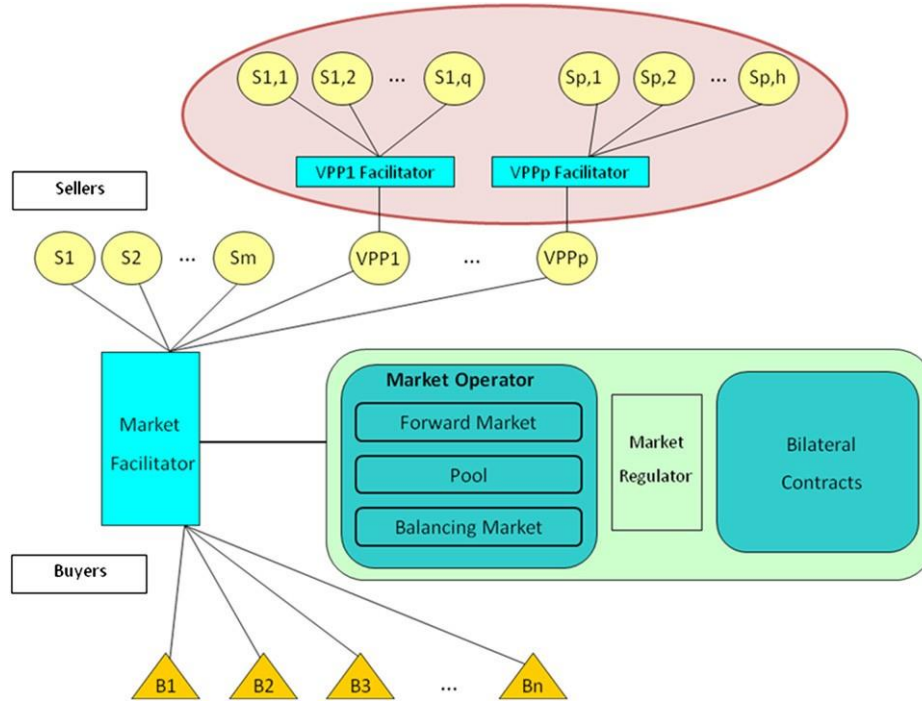 S1,1 S1,2 ... S1,q Sp,1 Sp,2 ... Sp,h
VPP1 Facilitator VPPp Facilitator
Sellers
S1 S2 ... Sm VPP1 ... VPPp
Market
Facilitator
Market Operator
Forward Market
Pool
Balancing Market
Market
Regulator
Bilateral
Contracts
Buyers
B1 B2 B3 ... Bn